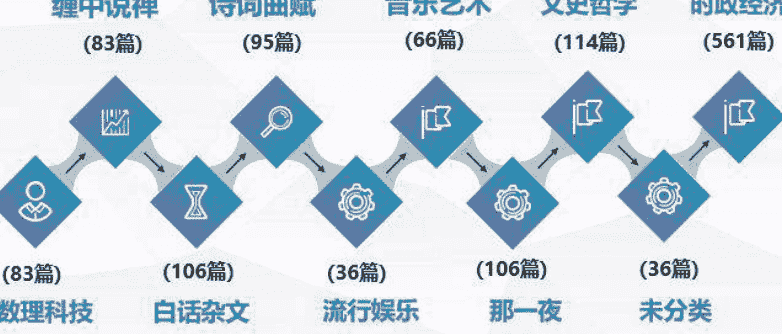 缠中说禅
诗词曲赋
音乐艺术
文史哲学
时政经济
(83篇)
(95篇)
(66篇)
(114篇)
(561篇)
(83篇)
(106篇)
(36篇)
(106篇)
(36篇)
数理科技
白话杂文
流行娱乐
那一夜
未分类